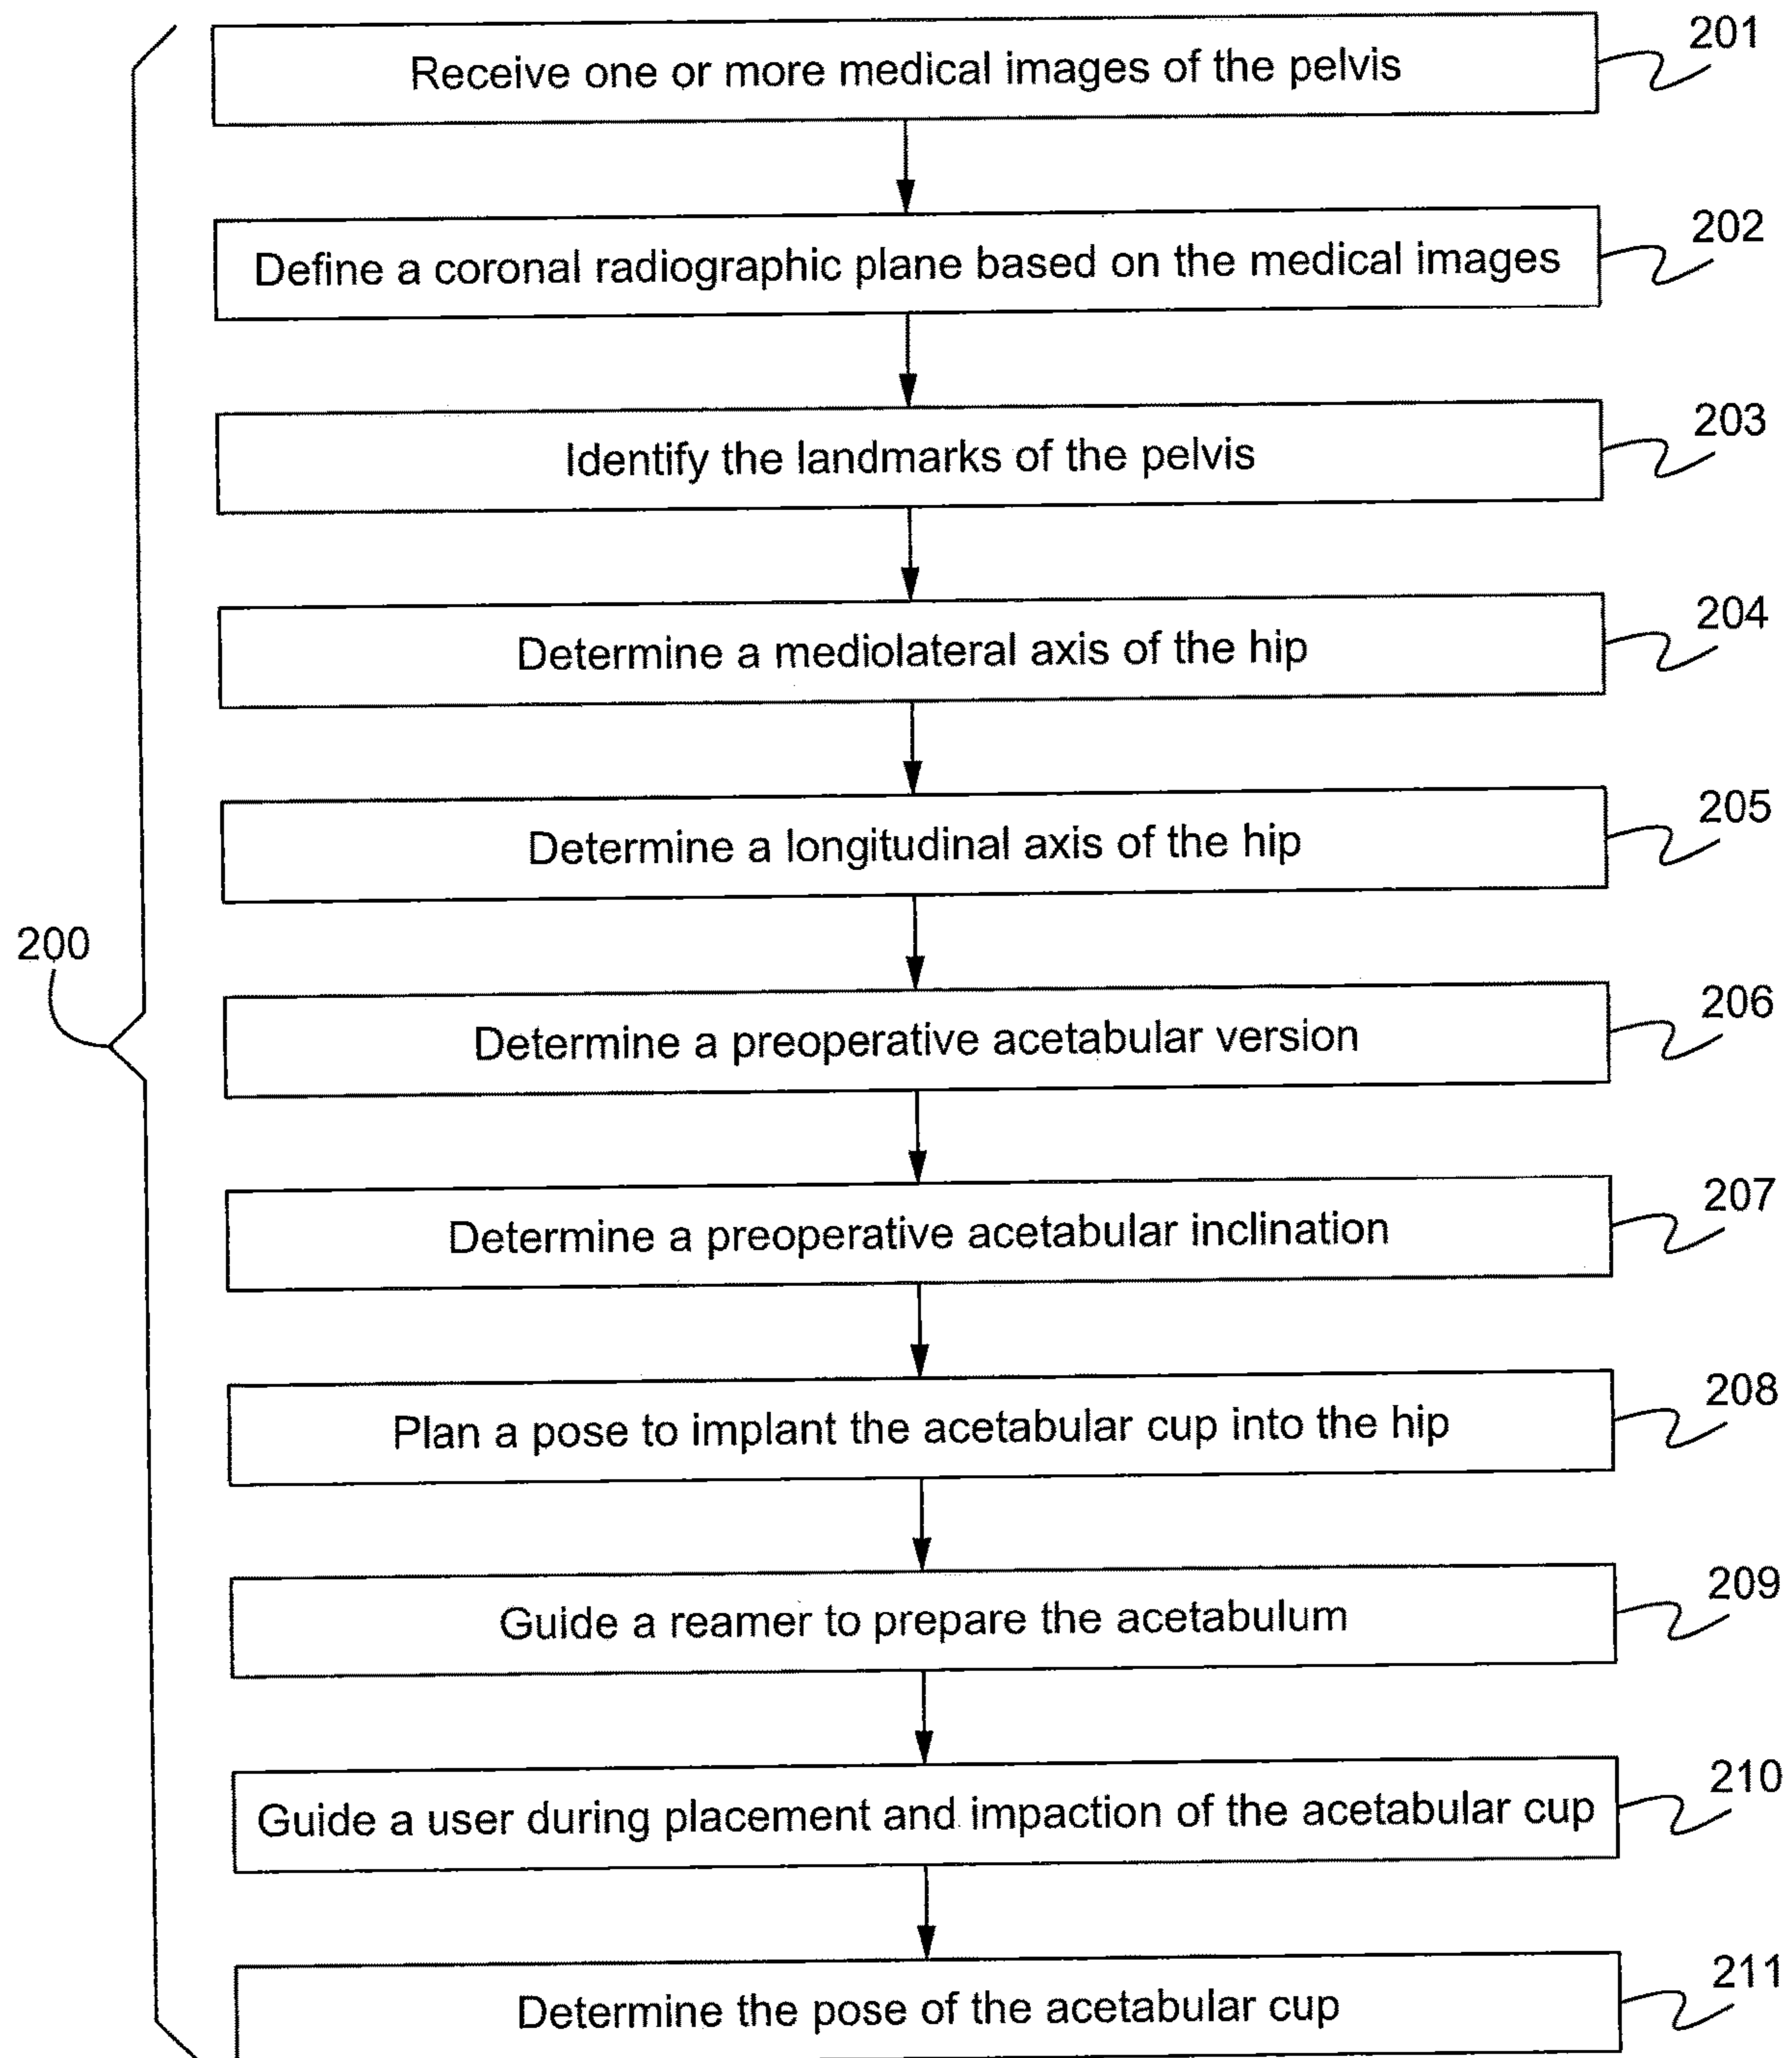 Receive one or more medical images of the pelvis
201
Define a coronal radiographic plane based on the medical images
202
Identify the landmarks of the pelvis
203
Determine a mediolateral axis of the hip
204
Determine a longitudinal axis of the hip
205
200
Determine a preoperative acetabular version
206
Determine a preoperative acetabular inclination
207
Plan a pose to implant the acetabular cup into the hip
208
Guide a reamer to prepare the acetabulum
209
Guide a user during placement and impaction of the acetabular cup
210
Determine the pose of the acetabular cup
211